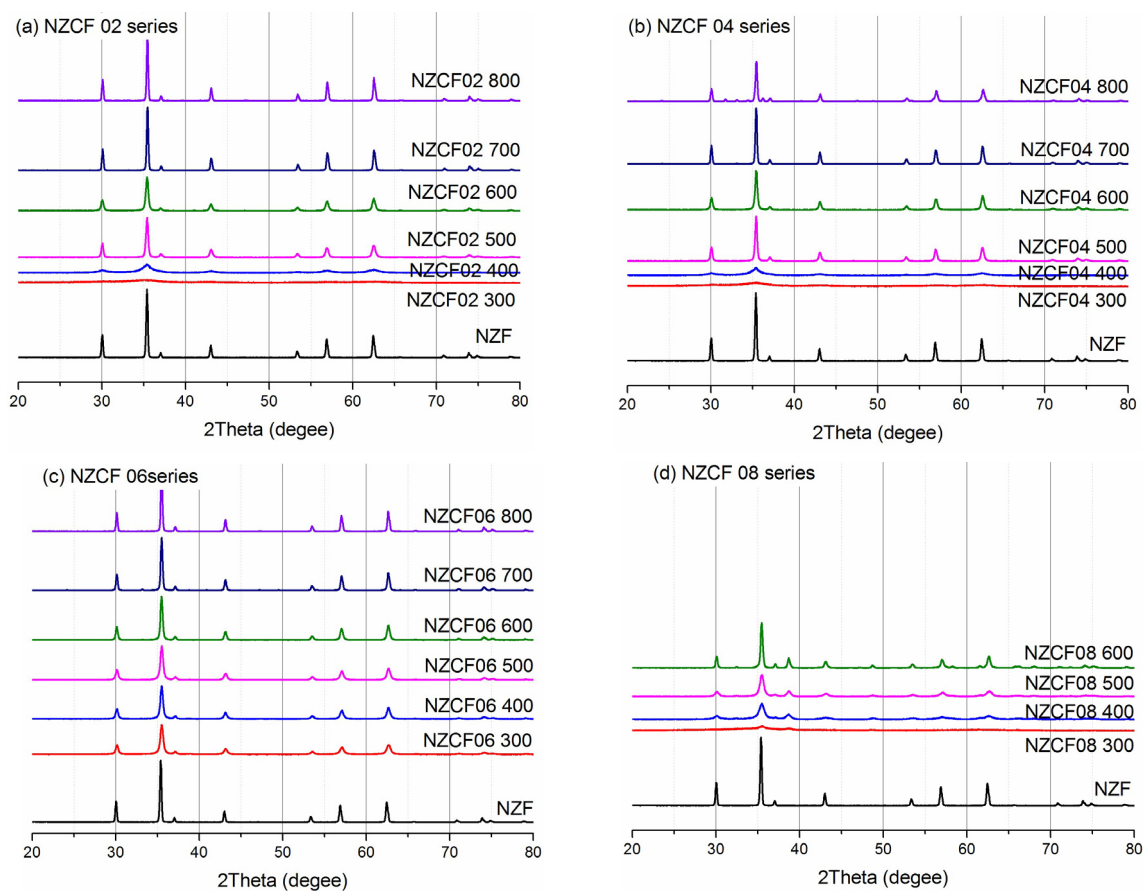 (a) NZCF 02 series
NZCF02 800
NZCF02 700
NZCF02 600
NZCF02 500
NZCF02 400
NZCF02 300
NZF
20 30 40 50 60 70 80
2Theta (degee)
(b) NZCF 04 series
NZCF04 800
NZCF04 700
NZCF04 600
NZCF04 500
NZCF04 400
NZCF04 300
NZF
20 30 40 50 60 70 80
2Theta (degee)
(c) NZCF 06series
NZCF06 800
NZCF06 700
NZCF06 600
NZCF06 500
NZCF06 400
NZCF06 300
NZF
20 30 40 50 60 70 80
2Theta (degee)
(d) NZCF 08 series
NZCF08 600
NZCF08 500
NZCF08 400
NZCF08 300
NZF
20 30 40 50 60 70 80
2Theta (degee)